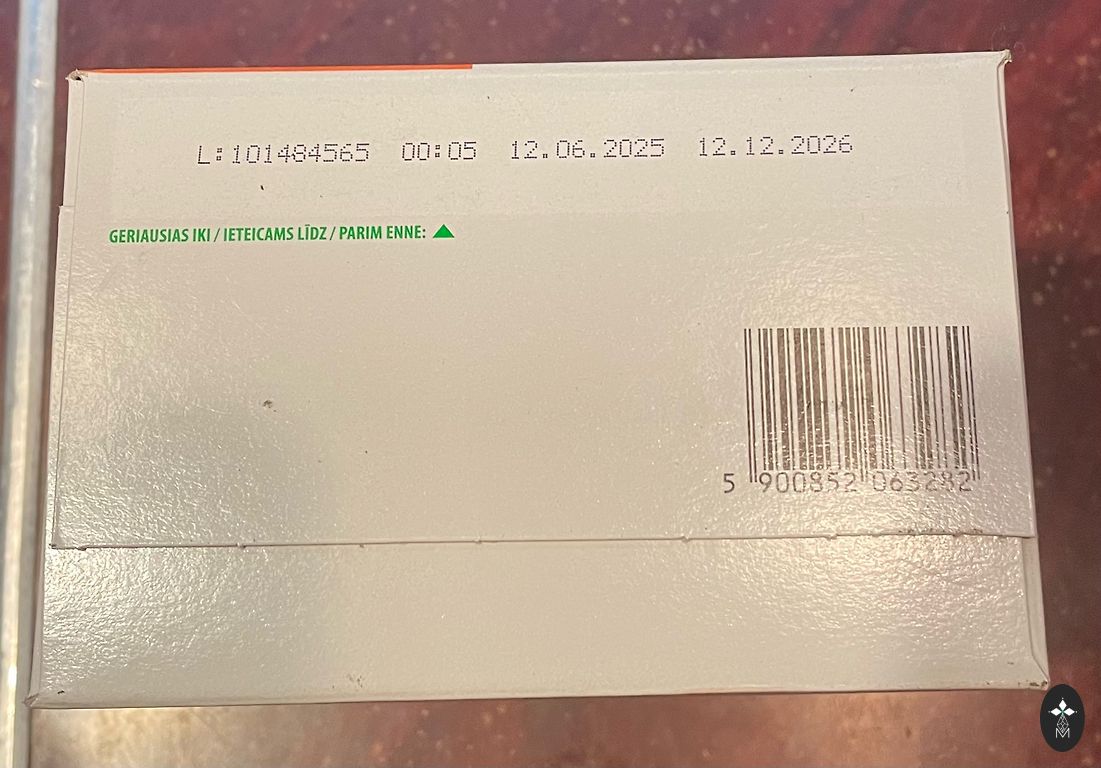 L:101484565 00:05 12.06.2025 12.12.2026
GERIAUSIAS IKI / IETEICAMS LĪDZ / PARIM ENNE:
5 900852 063282
M